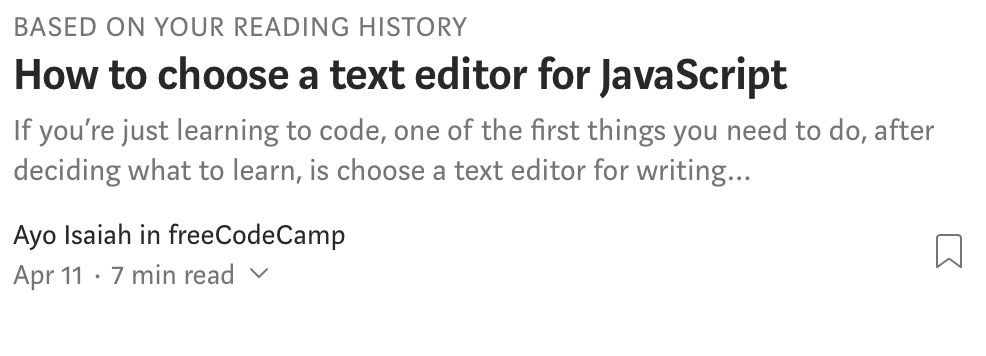 BASED ON YOUR READING HISTORY
How to choose a text editor for JavaScript
If you’re just learning to code, one of the first things you need to do, after
deciding what to learn, is choose a text editor for writing…
Ayo Isaiah in freeCodeCamp
Apr 11 · 7 min read